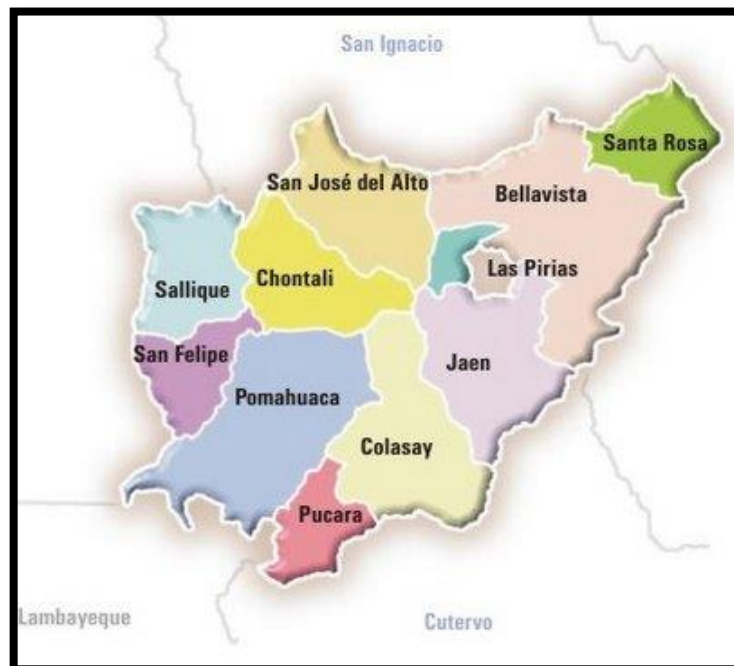 San Ignacio
Santa Rosa
San José del Alto
Bellavista
Las Pirias
Chontali
Sallique
San Felipe
Jaen
Pomahuaca
Colasay
Pucara
Lambayeque
Cutervo